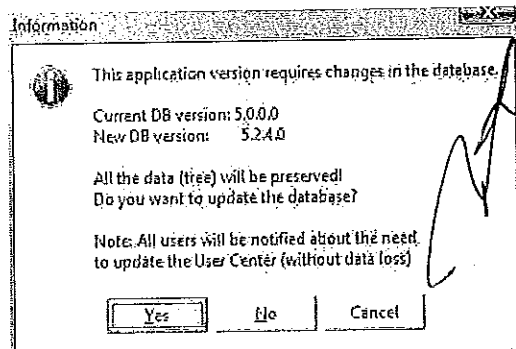 Information
This application version requires changes in the database.
Current DB version: 5.0.0.0
New DB version: 5.2.4.0
All the data (tree) will be preserved!
Do you want to update the database?
Note: All users will be notified about the need
to update the User Center (without data loss)
Yes
No
Cancel